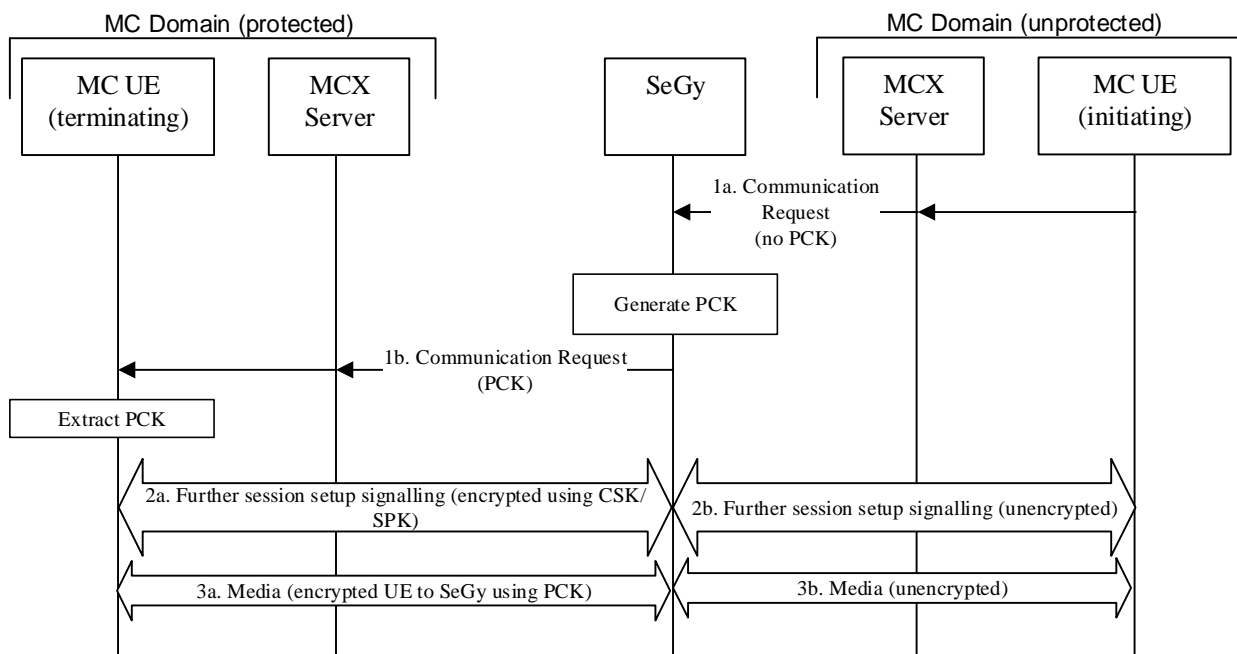 MC Domain (protected)
MC Domain (unprotected)
MC UE
(terminating)
MCX
Server
SeGy
MCX
Server
MC UE
(initiating)
1a. Communication
Request
(no PCK)
Generate PCK
1b. Communication Request
(PCK)
Extract PCK
2a. Further session setup signalling (encrypted using CSK/
SPK)
2b. Further session setup signalling (unencrypted)
3a. Media (encrypted UE to SeGy using PCK)
3b. Media (unencrypted)